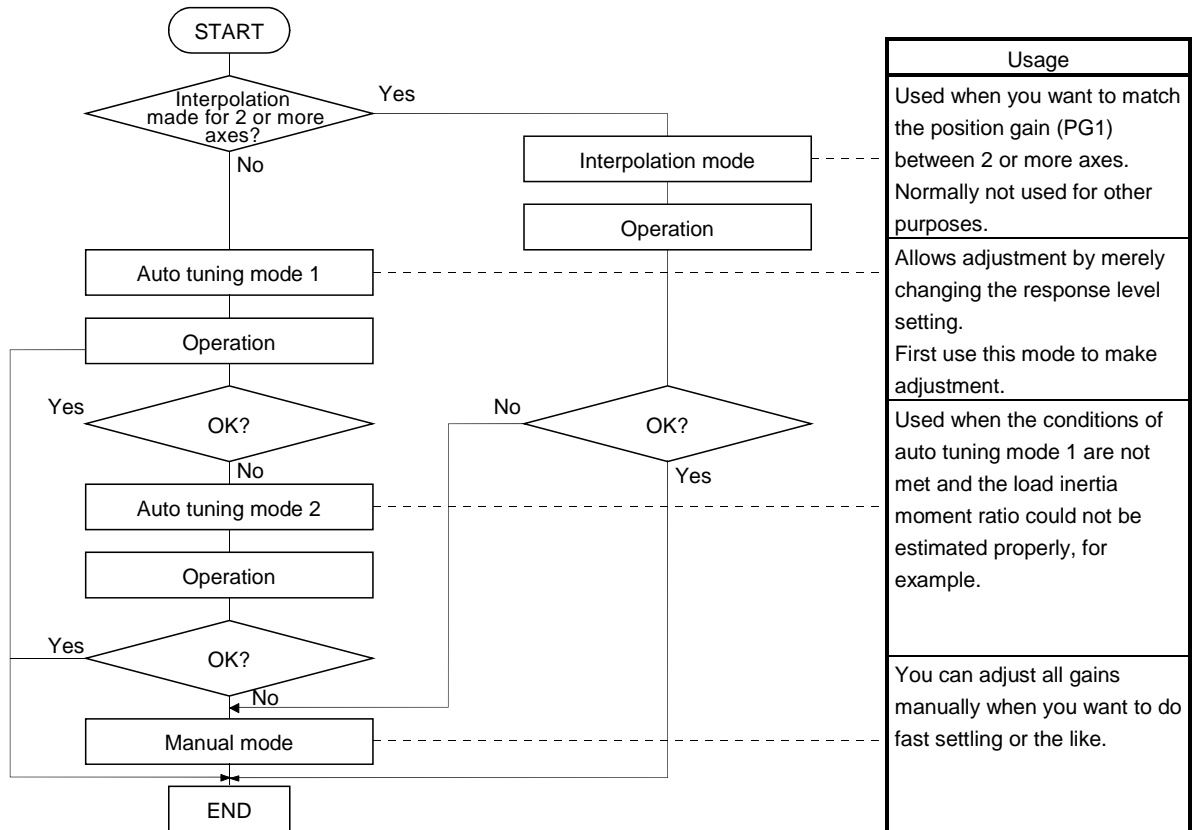 START
Interpolation
made for 2 or more
axes?
Yes
No
Interpolation mode
Operation
Auto tuning mode 1
Operation
Yes
OK?
No
No
OK?
Yes
Auto tuning mode 2
Operation
Yes
OK?
No
Manual mode
END
Usage
Used when you want to match
the position gain (PG1)
between 2 or more axes.
Normally not used for other
purposes.
Allows adjustment by merely
changing the response level
setting.
First use this mode to make
adjustment.
Used when the conditions of
auto tuning mode 1 are not
met and the load inertia
moment ratio could not be
estimated properly, for
example.
You can adjust all gains
manually when you want to do
fast settling or the like.